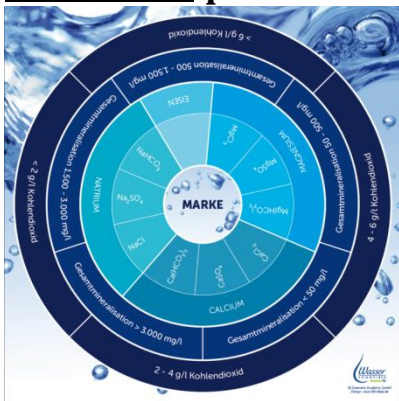 > 6 g/l Kohlendioxid
4 - 6 g/l Kohlendioxid
2 - 4 g/l Kohlendioxid
< 2 g/l Kohlendioxid
Gesamtmineralisation 500 - 1.500 mg/l
Gesamtmineralisation 50 - 500 mg/l
Gesamtmineralisation < 50 mg/l
Gesamtmineralisation > 3.000 mg/l
Gesamtmineralisation 1.500 - 3.000 mg/l
EISEN
MAGNESIUM
MgCl₂
MgSO₄
Mg(HCO₃)₂
CALCIUM
CaCl₂
CaSO₄
Ca(HCO₃)₂
NATRIUM
NaCl
Na₂SO₄
NaHCO₃
MARKE
Wasser